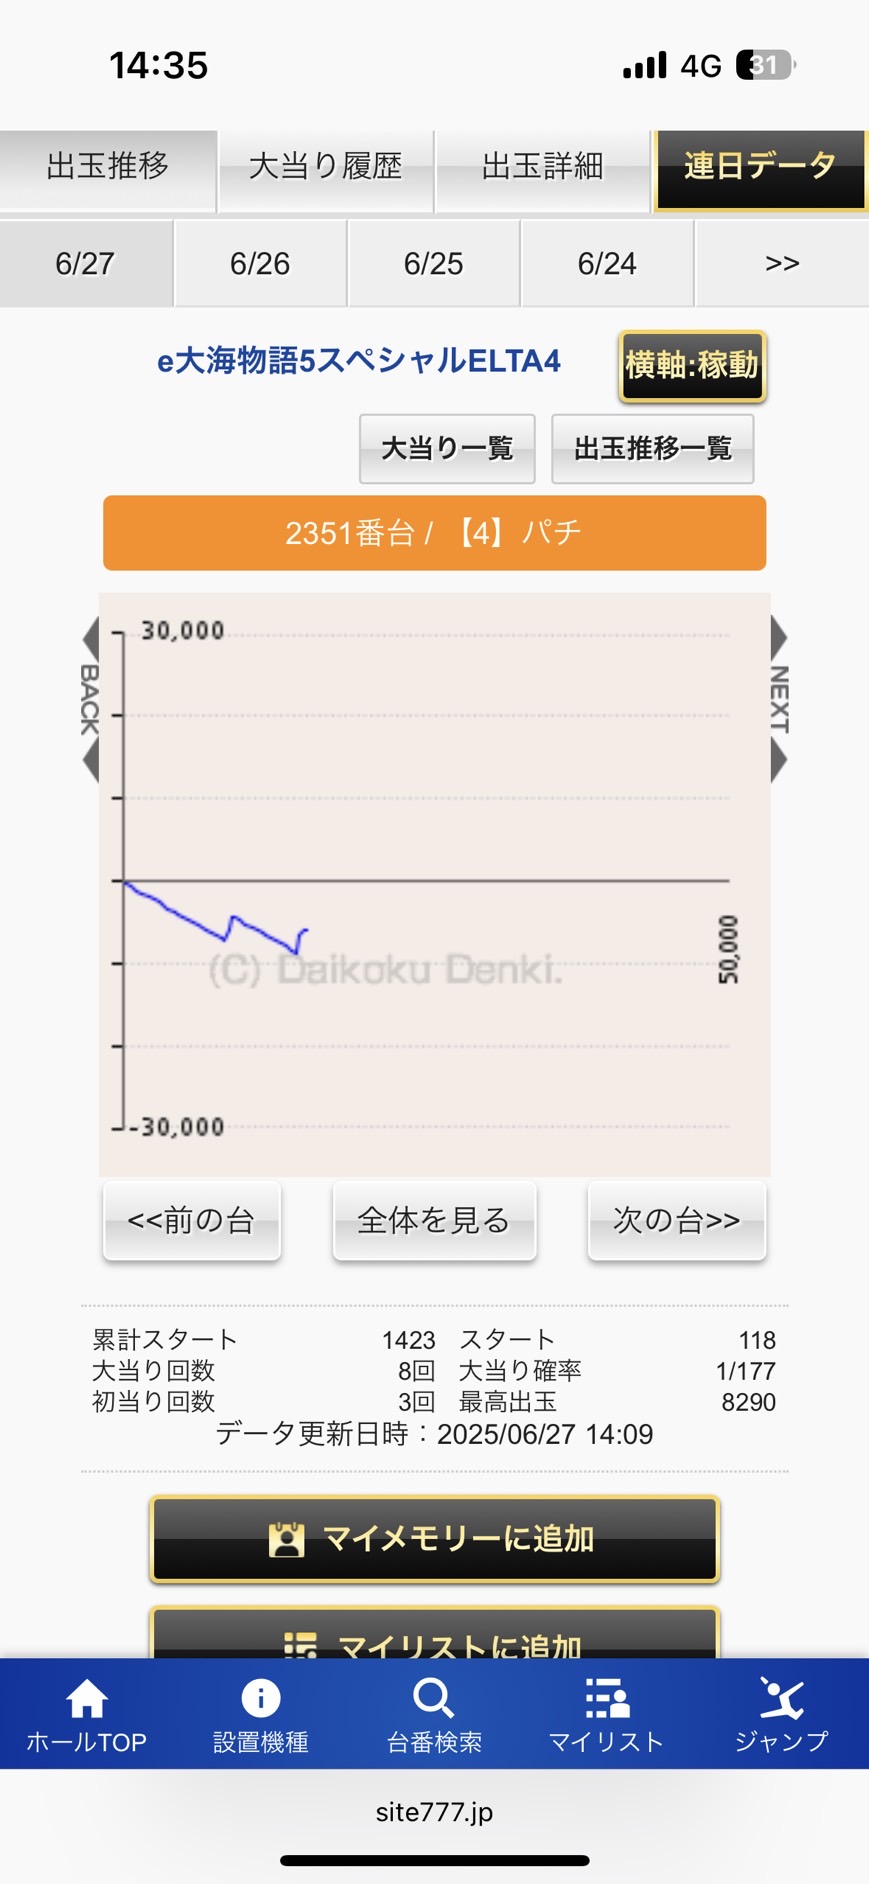 14:35 4G 31
出玉推移 大当り履歴 出玉詳細 連日データ
6/27 6/26 6/25 6/24 >>
e大海物語5スペシャルELTA4 横軸:稼動
大当り一覧 出玉推移一覧
2351番台 / 【4】パチ
30,000
BACK
NEXT
50,000
(C) Daikoku Denki.
-30,000
<<前の台 全体を見る 次の台>>
累計スタート 1423 スタート 118
大当り回数 8回 大当り確率 1/177
初当り回数 3回 最高出玉 8290
データ更新日時：2025/06/27 14:09
マイメモリーに追加
マイリストに追加
ホールTOP 設置機種 台番検索 マイリスト ジャンプ
site777.jp